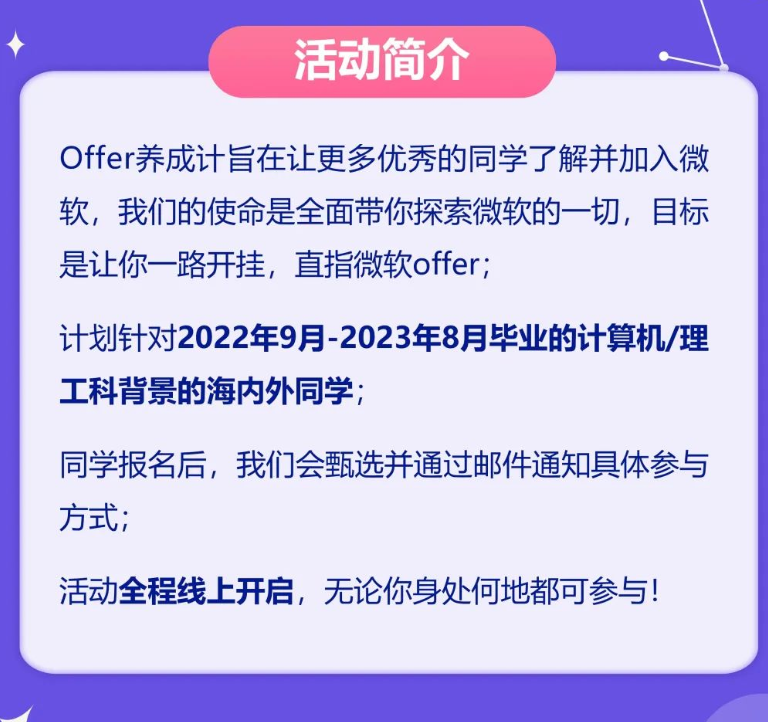 活动简介
Offer养成计旨在让更多优秀的同学了解并加入微
软，我们的使命是全面带你探索微软的一切，目标
是让你一路开挂，直指微软offer；
计划针对2022年9月-2023年8月毕业的计算机/理
工科背景的海内外同学；
同学报名后，我们会甄选并通过邮件通知具体参与
方式；
活动全程线上开启，无论你身处何地都可参与！